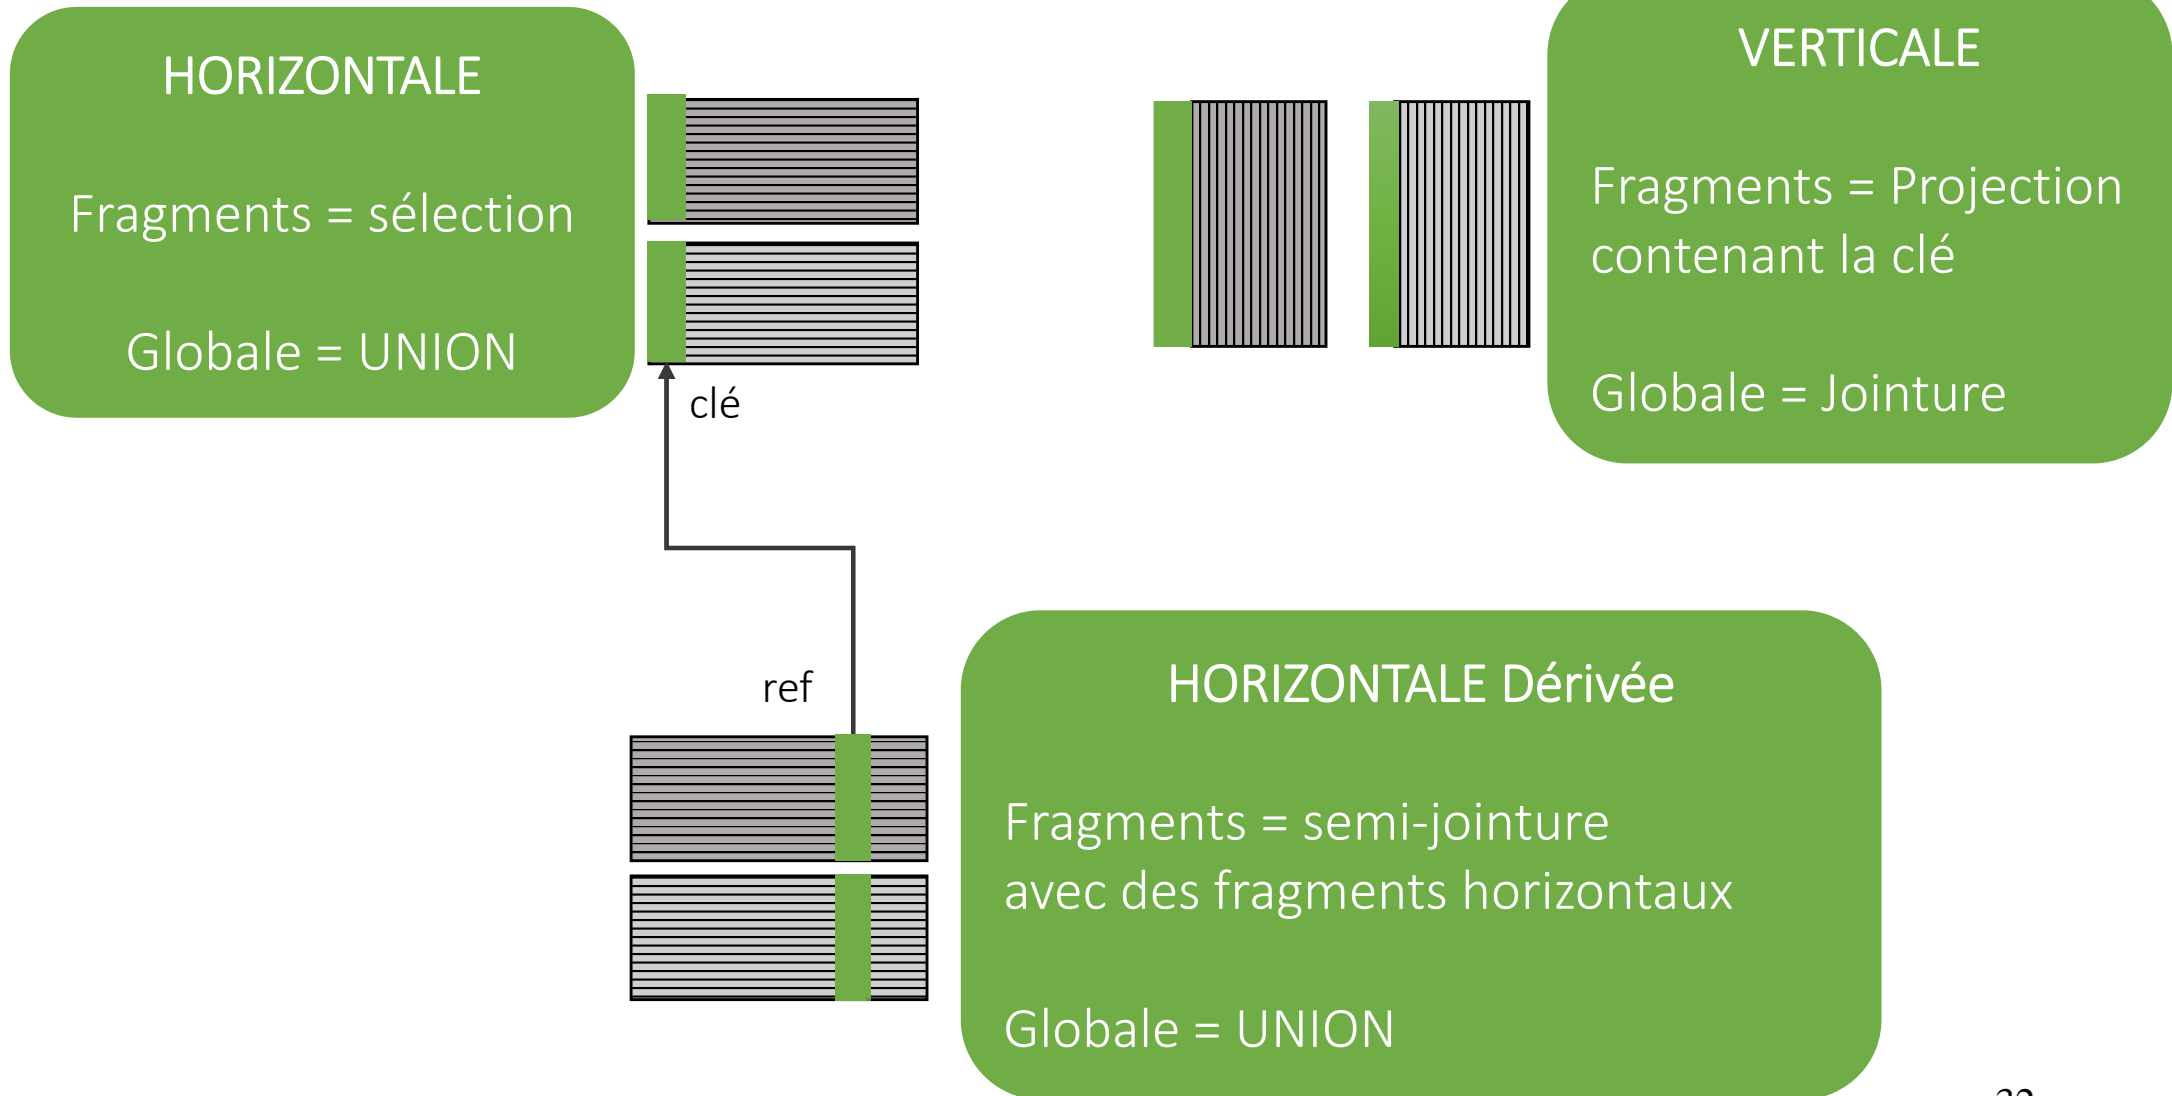 HORIZONTALE
Fragments = sélection
Globale = UNION
VERTICALE
Fragments = Projection
contenant la clé
Globale = Jointure
clé
ref
HORIZONTALE Dérivée
Fragments = semi-jointure
avec des fragments horizontaux
Globale = UNION